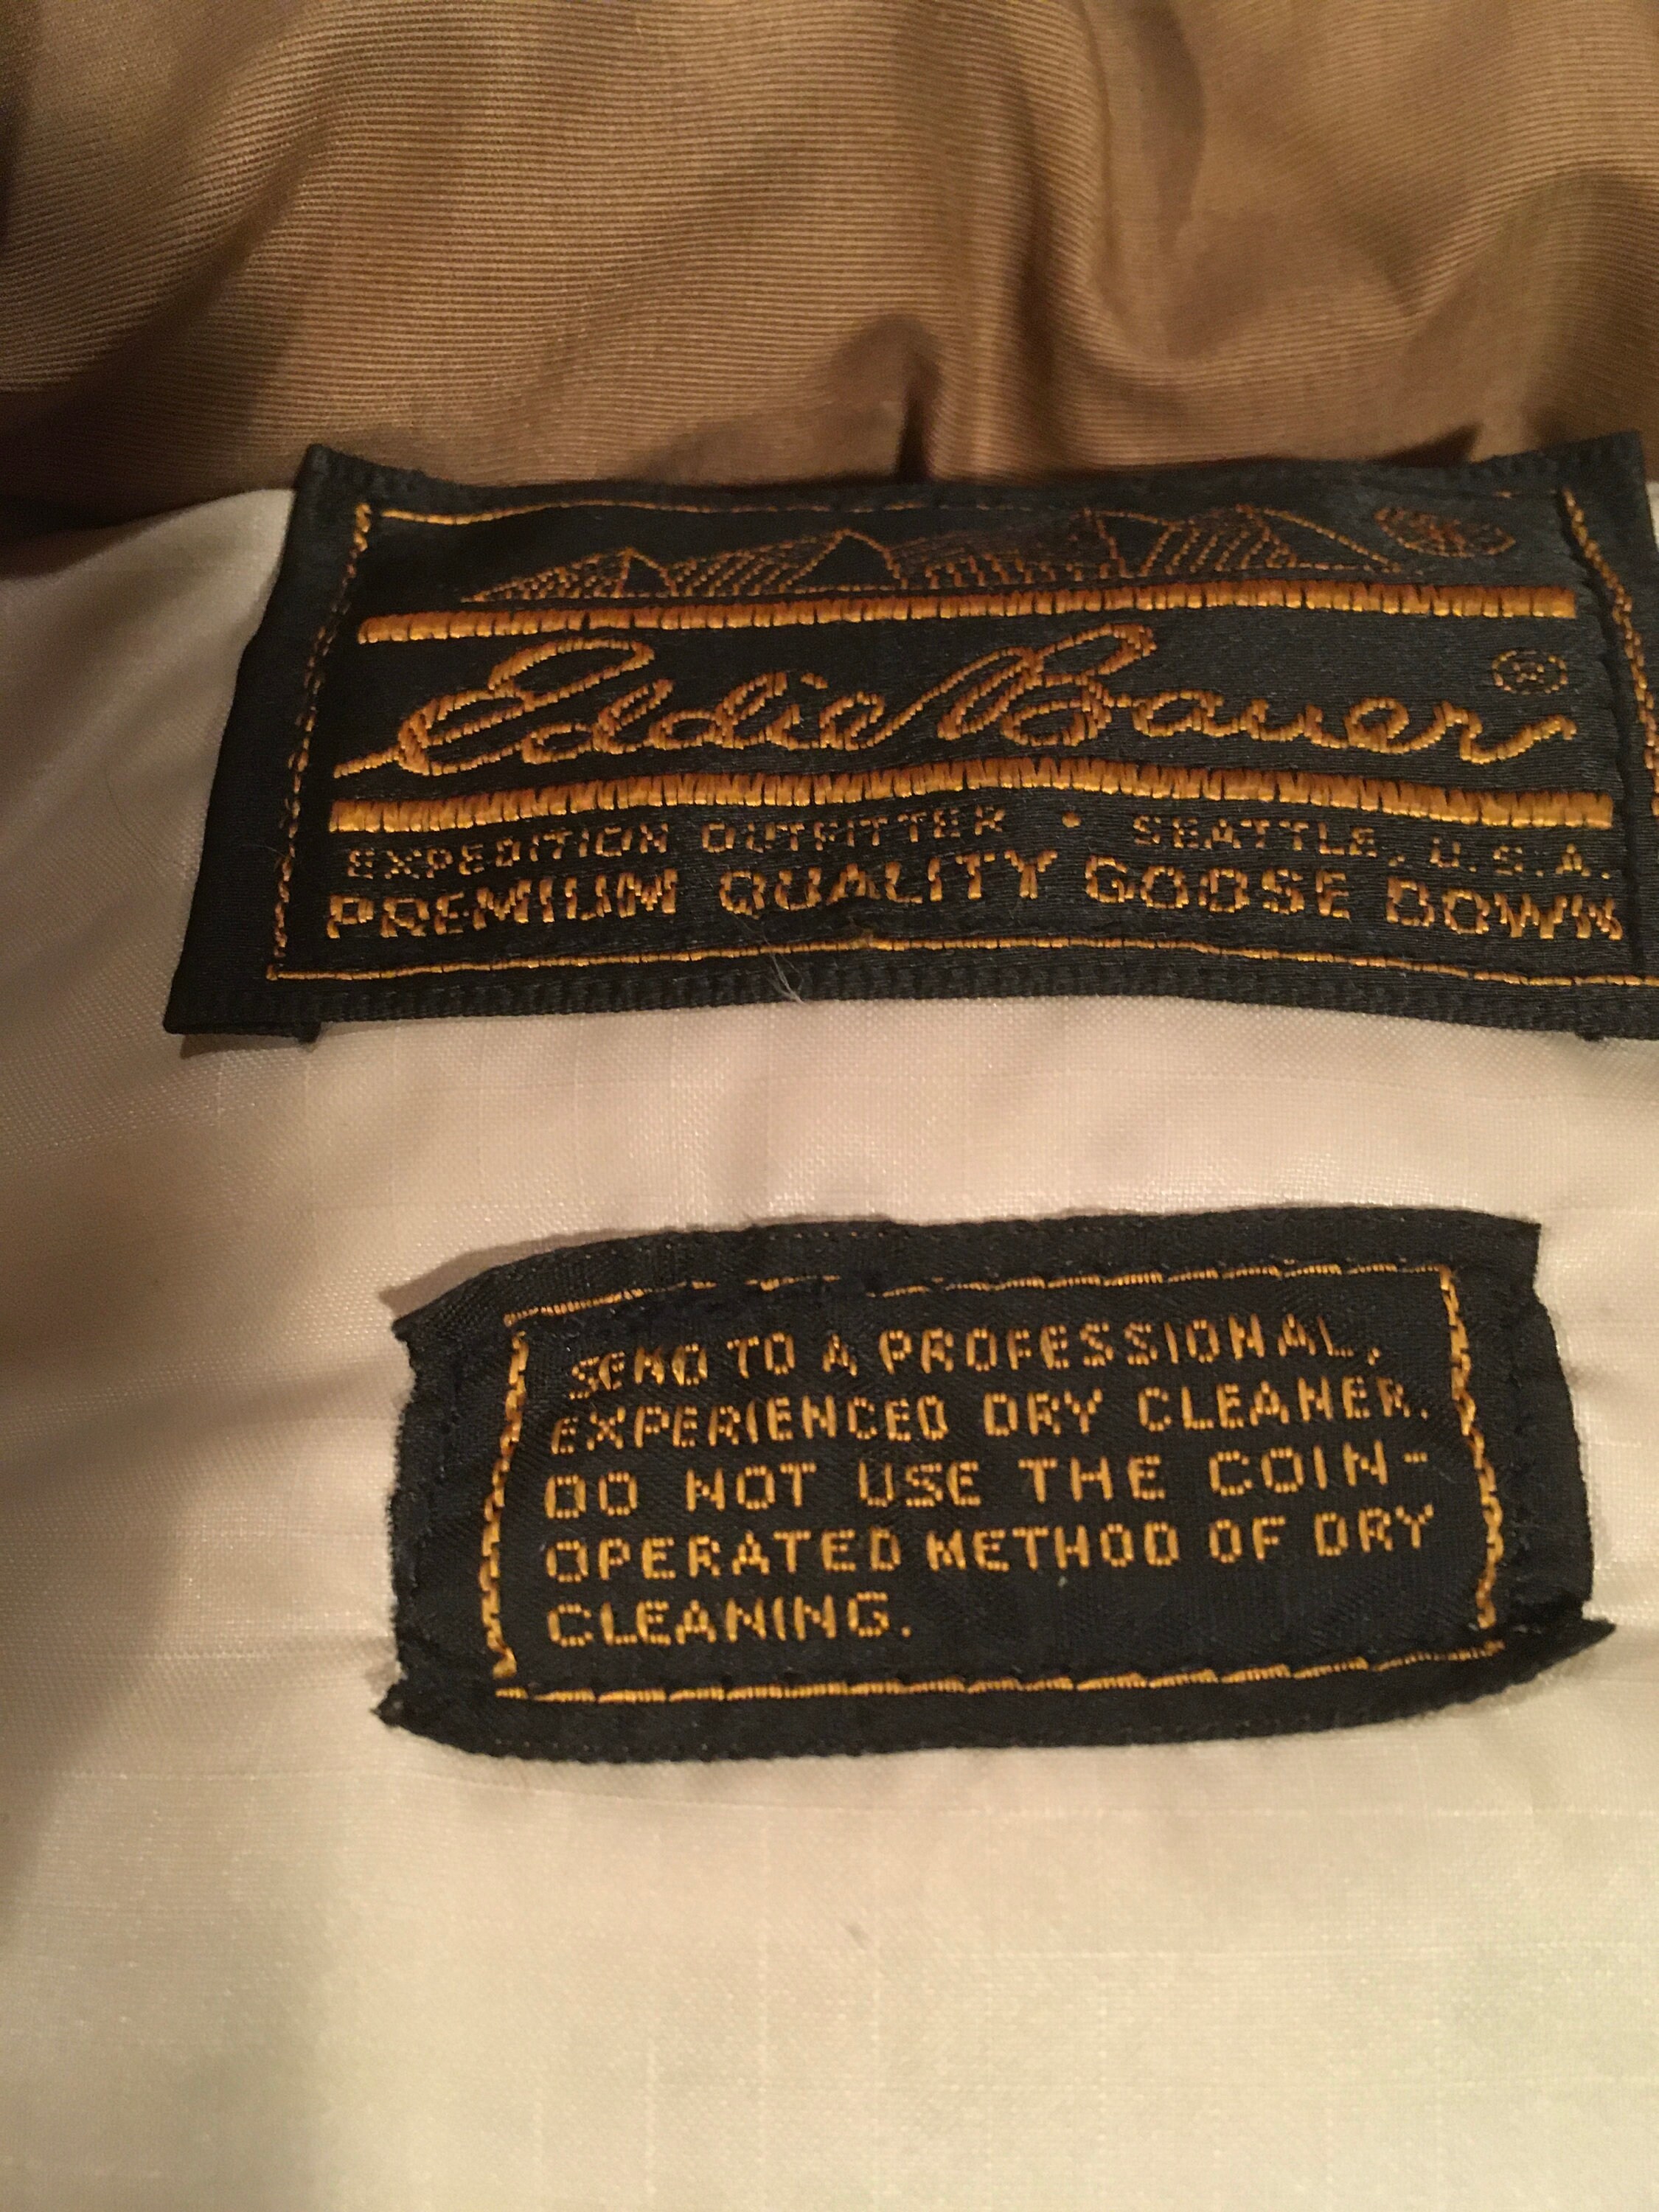 Eddie Bauer ®
EXPEDITION OUTFITTER • SEATTLE, U.S.A.
PREMIUM QUALITY GOOSE DOWN
SEND TO A PROFESSIONAL,
EXPERIENCED DRY CLEANER.
DO NOT USE THE COIN-
OPERATED METHOD OF DRY
CLEANING.